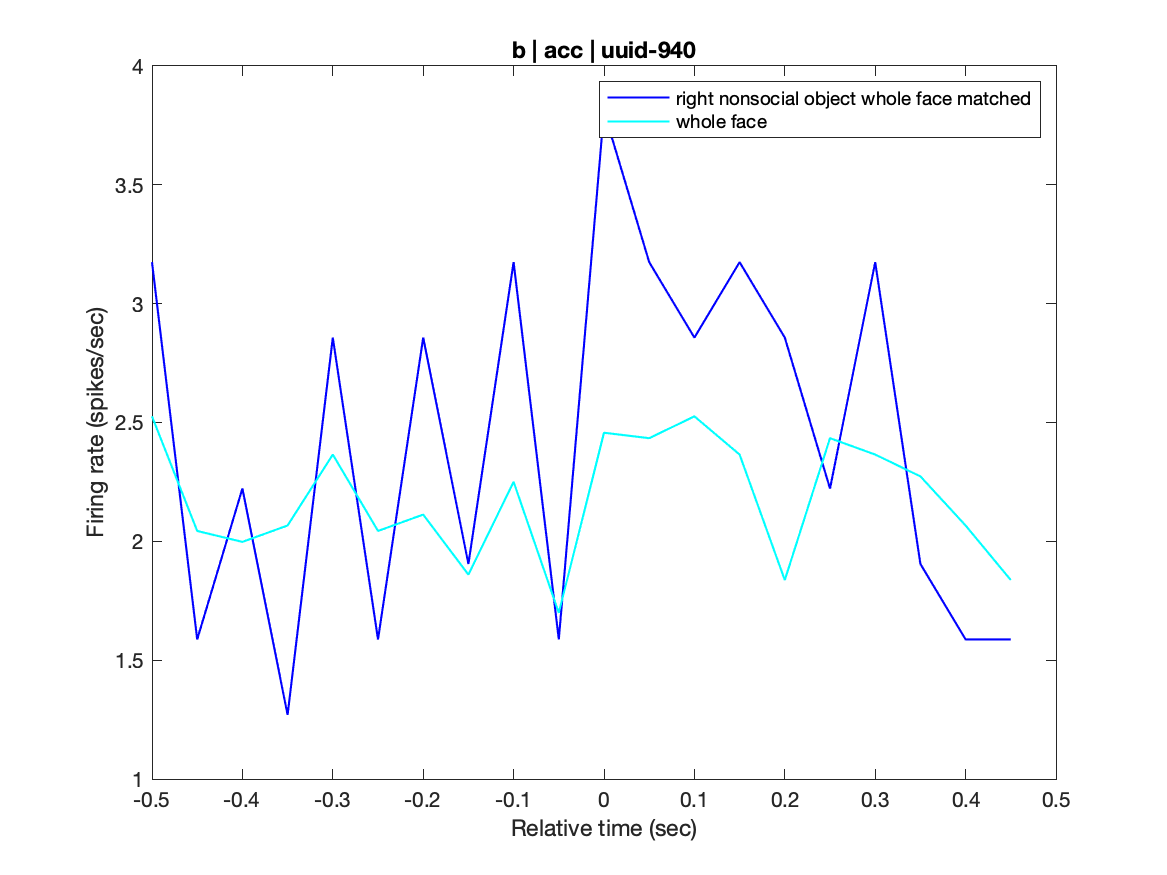 b | acc | uuid-940
4
right nonsocial object whole face matched
whole face
3.5
3
2.5
2
1.5
1
Firing rate (spikes/sec)
-0.5 -0.4 -0.3 -0.2 -0.1 0 0.1 0.2 0.3 0.4 0.5
Relative time (sec)